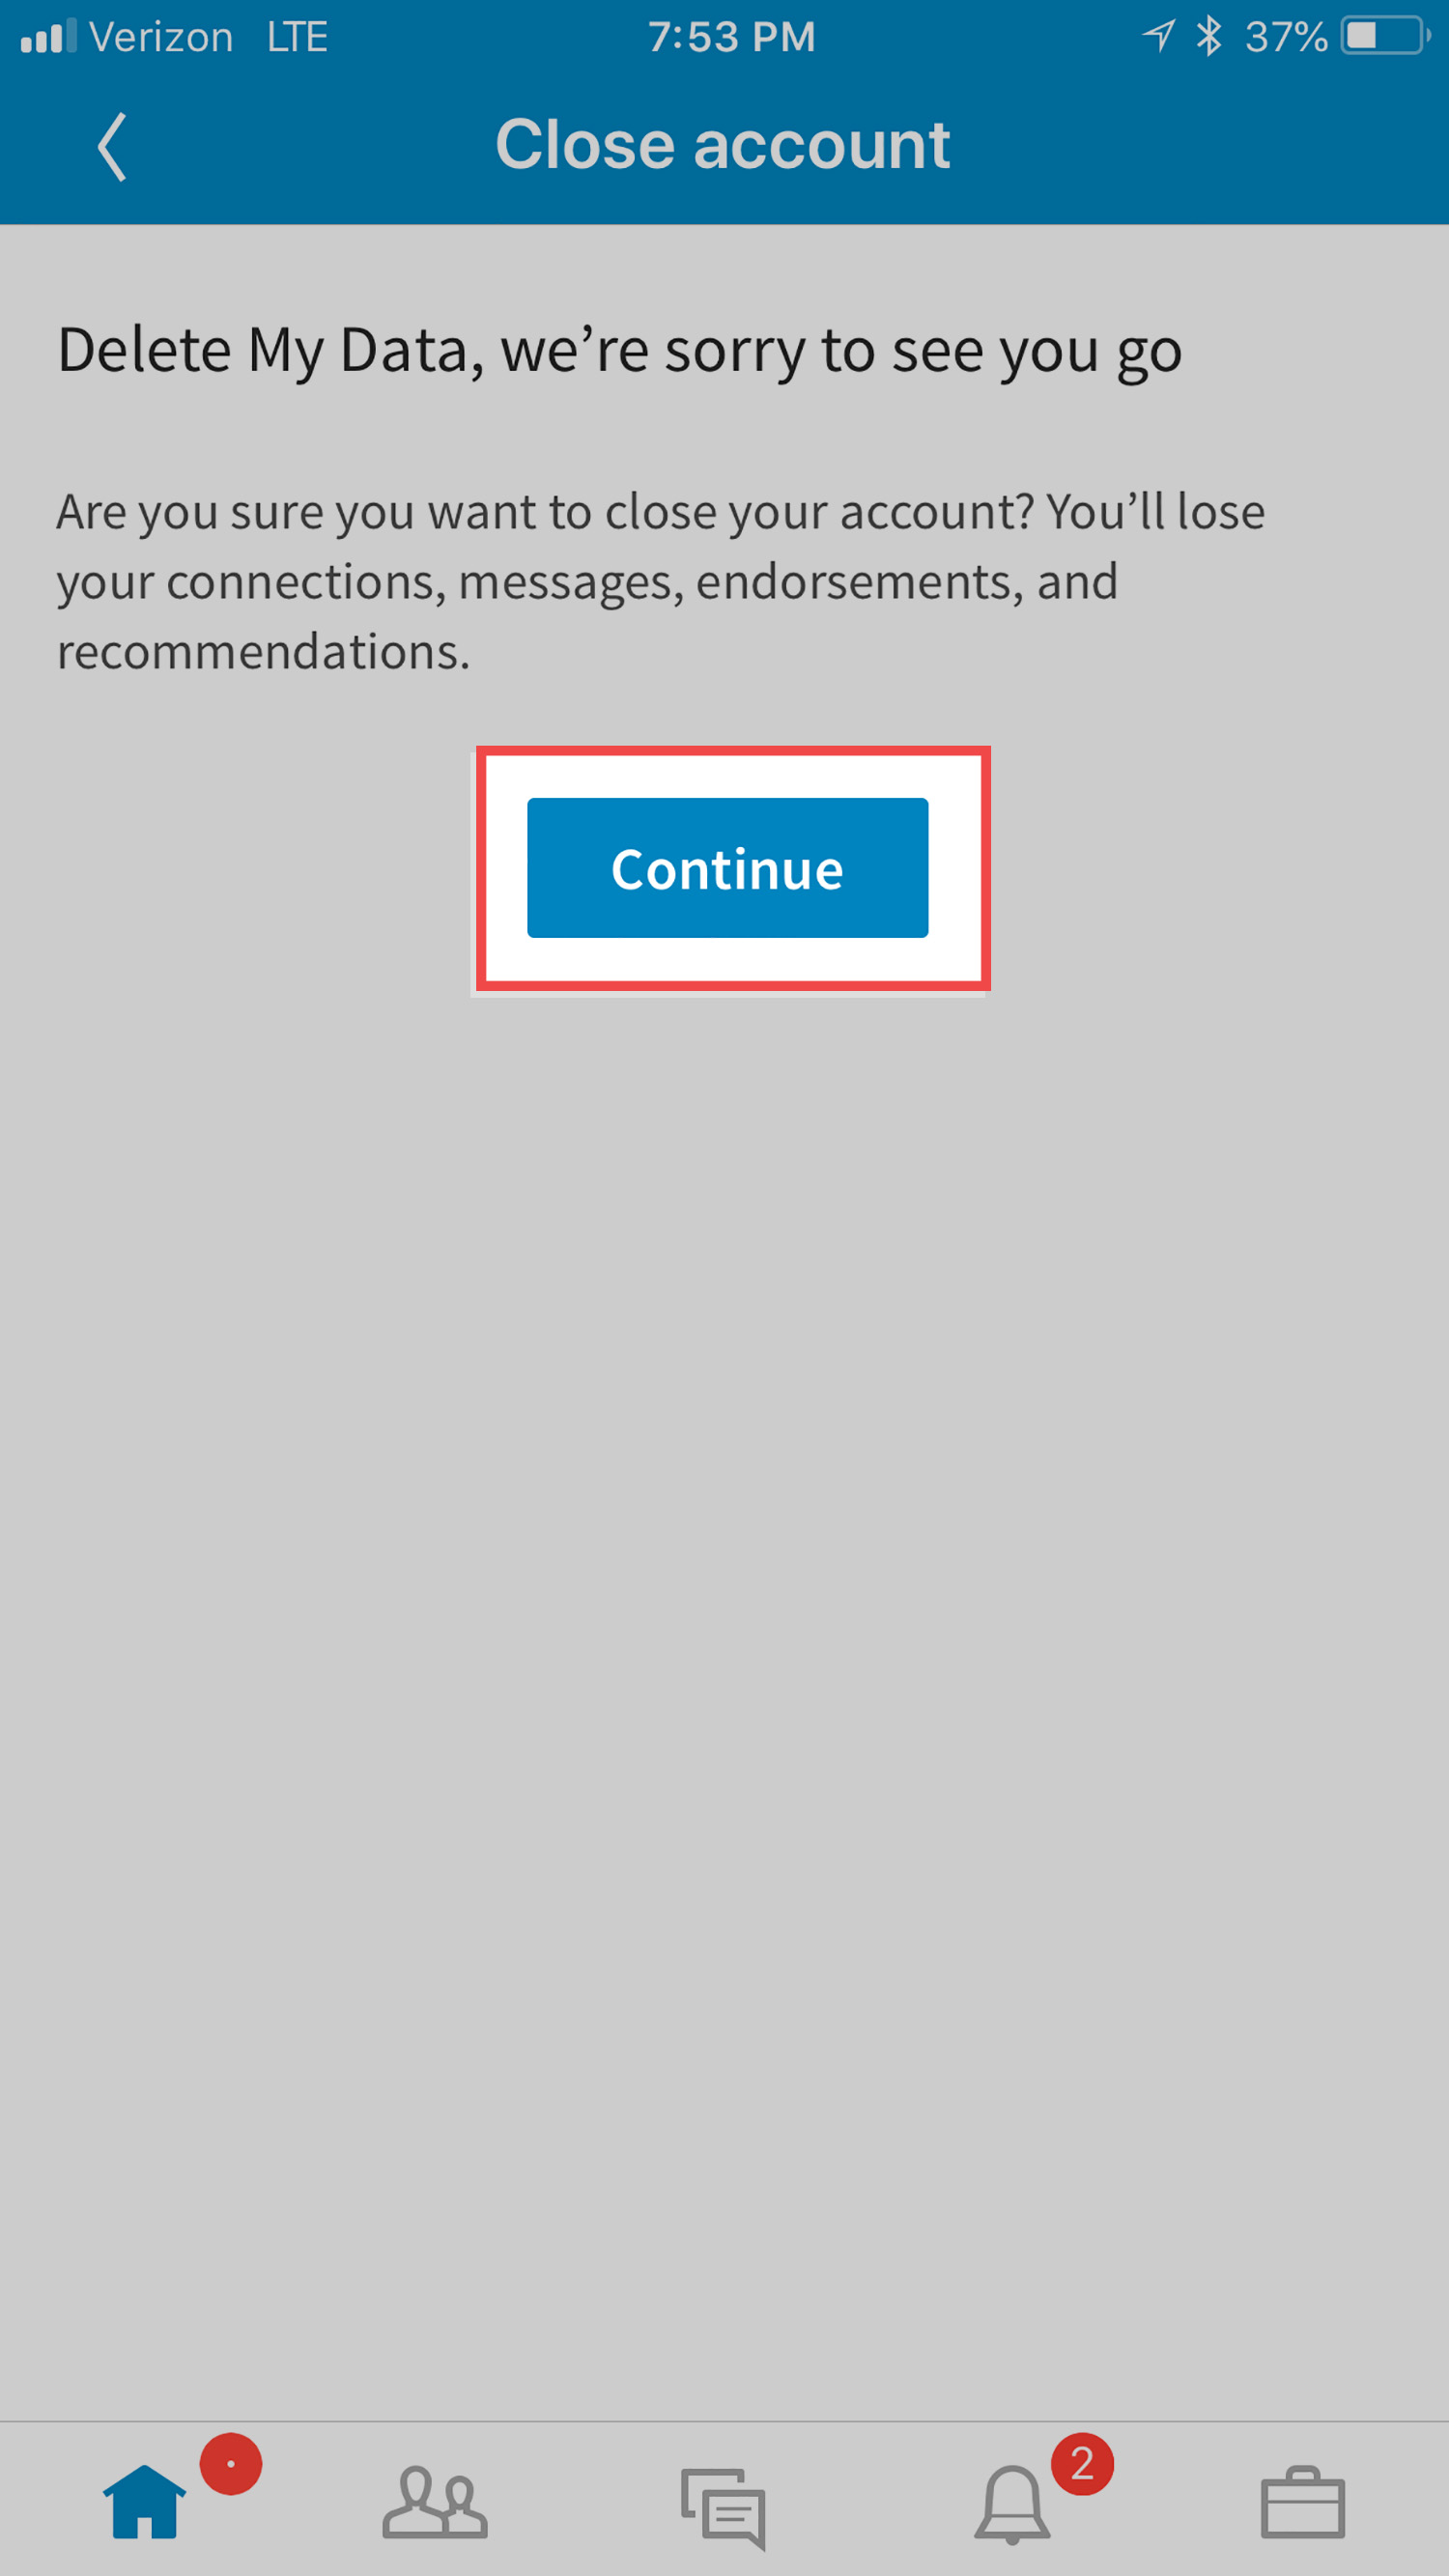 Verizon LTE 7:53 PM 37%
Close account
Delete My Data, we’re sorry to see you go
Are you sure you want to close your account? You’ll lose
your connections, messages, endorsements, and
recommendations.
Continue
2